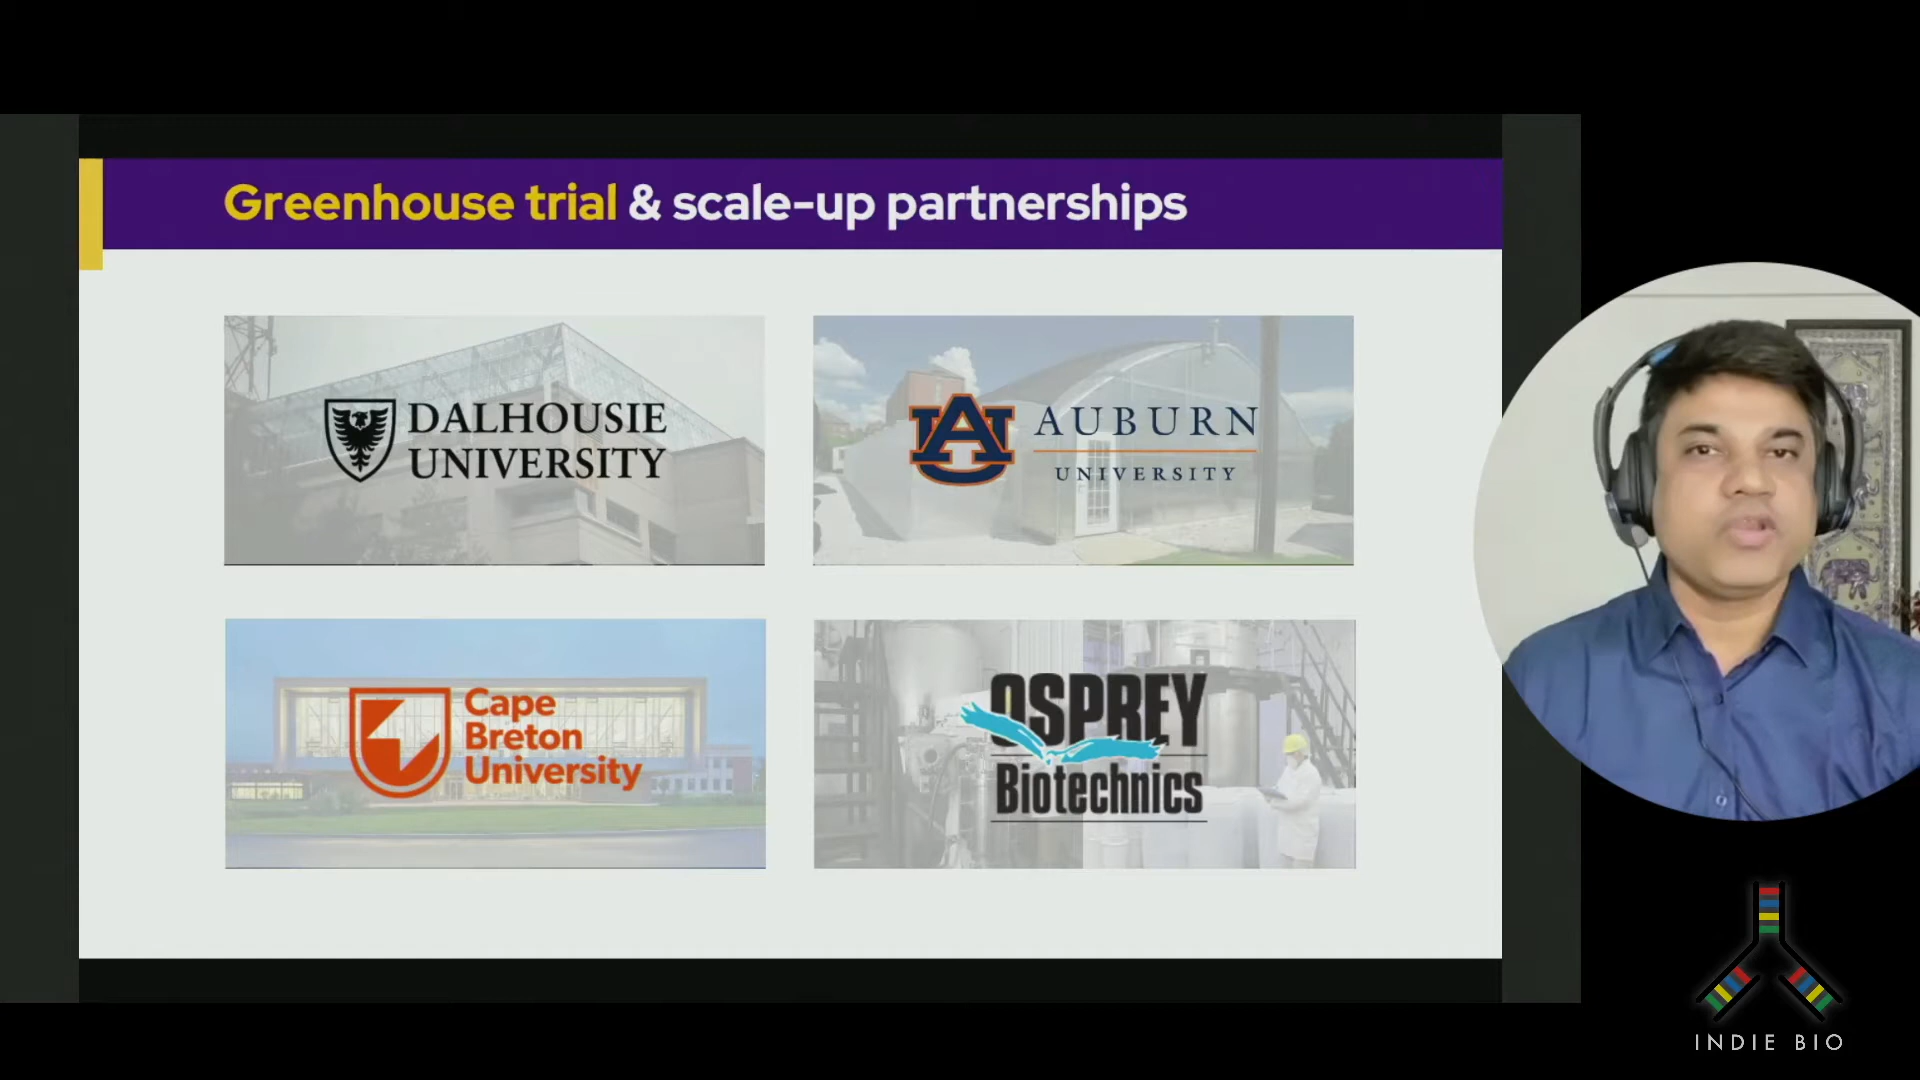 Greenhouse trial & scale-up partnerships
DALHOUSIE
UNIVERSITY
AUBURN
UNIVERSITY
Cape
Breton
University
OSPREY
Biotechnics
INDIE BIO